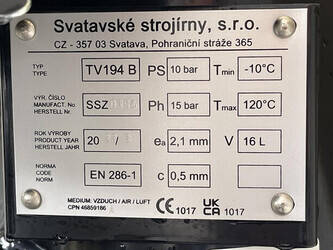 Svatavské strojírny, s.r.o.
CZ - 357 03 Svatava, Pohraniční stráže 365
TYP
TYPE
TV194 B
PS
10 bar
Tmin
-10°C
VYR. ČÍSLO
MANUFACT. No.
HERSTELL Nr.
SSZ
Ph
15 bar
Tmax
120°C
ROK VÝROBY
PRODUCT YEAR
HERSTELL JAHR
20
ea
2,1 mm
V
16 L
NORMA
CODE
NORM
EN 286-1
c
0,5 mm
MEDIUM: VZDUCH / AIR / LUFT
CPN 46859186
CE 1017
UK
CA 1017